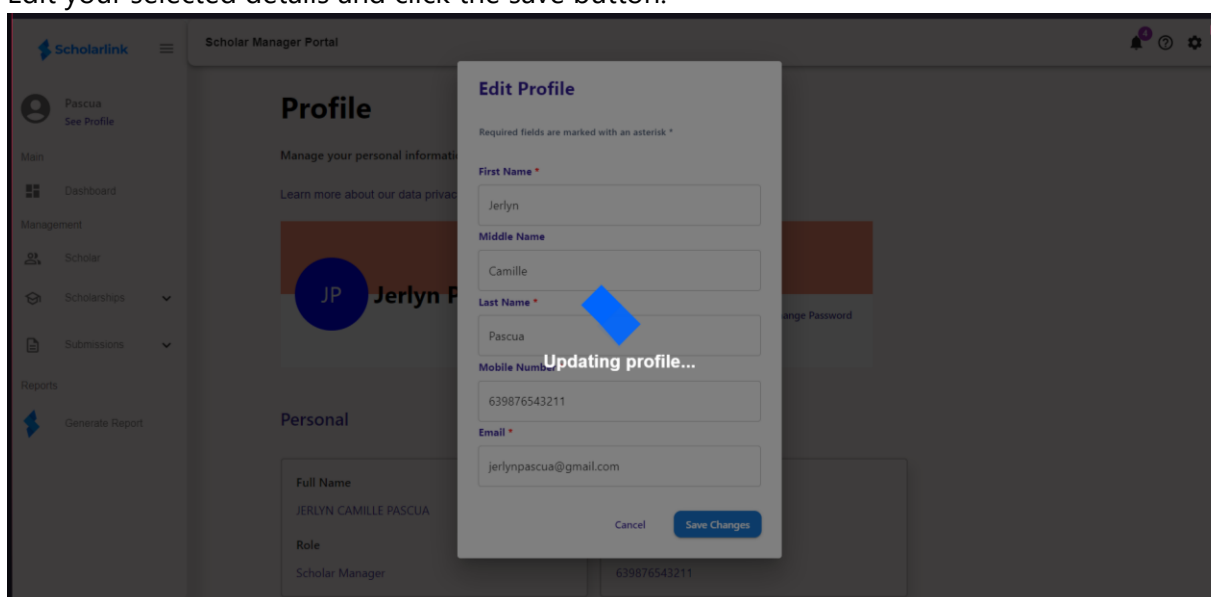 Edit your selected details and click the save button.
Scholarlink
Scholar Manager Portal
4
Pascua
See Profile
Main
Dashboard
Management
Scholar
Scholarships
Submissions
Reports
Generate Report
Profile
Manage your personal informati
Learn more about our data privac
JP
Jerlyn P
ange Password
Personal
Full Name
JERLYN CAMILLE PASCUA
Role
Scholar Manager
639876543211
Edit Profile
Required fields are marked with an asterisk *
First Name *
Jerlyn
Middle Name
Camille
Last Name *
Pascua
Updating profile...
Mobile Number
639876543211
Email *
jerlynpascua@gmail.com
Cancel
Save Changes